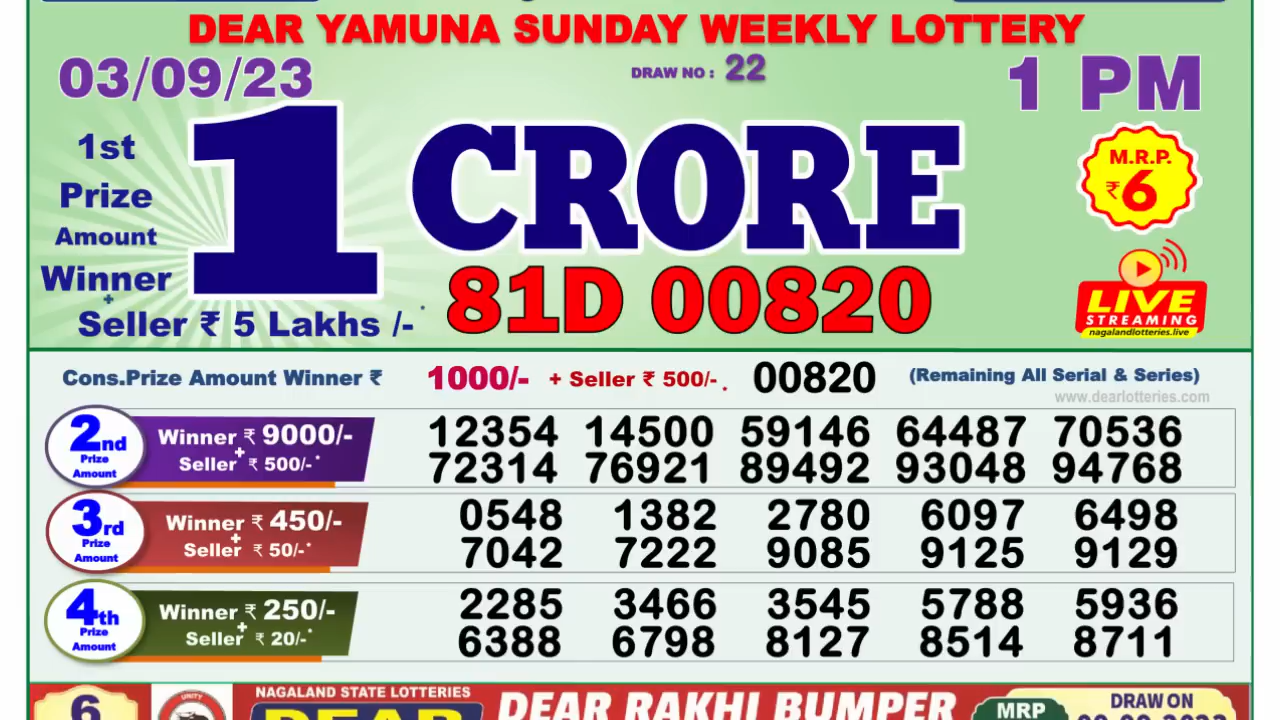 DEAR YAMUNA SUNDAY WEEKLY LOTTERY
03/09/23
DRAW NO : 22
1 PM
1st
Prize
Amount
Winner
+
Seller ₹ 5 Lakhs /-*
1 CRORE
81D 00820
M.R.P.
₹6
LIVE
STREAMING
nagalandlotteries.live
Cons.Prize Amount Winner ₹ 1000/- + Seller ₹ 500/- . 00820 (Remaining All Serial & Series)
www.dearlotteries.com
2nd
Prize
Amount
Winner ₹ 9000/-
+
Seller ₹ 500/-*
12354 14500 59146 64487 70536
72314 76921 89492 93048 94768
3rd
Prize
Amount
Winner ₹ 450/-
+
Seller ₹ 50/-*
0548 1382 2780 6097 6498
7042 7222 9085 9125 9129
4th
Prize
Amount
Winner ₹ 250/-
+
Seller ₹ 20/-*
2285 3466 3545 5788 5936
6388 6798 8127 8514 8711
6
UNITY
NAGALAND STATE LOTTERIES
DEAR
DEAR RAKHI BUMPER
MRP
DRAW ON